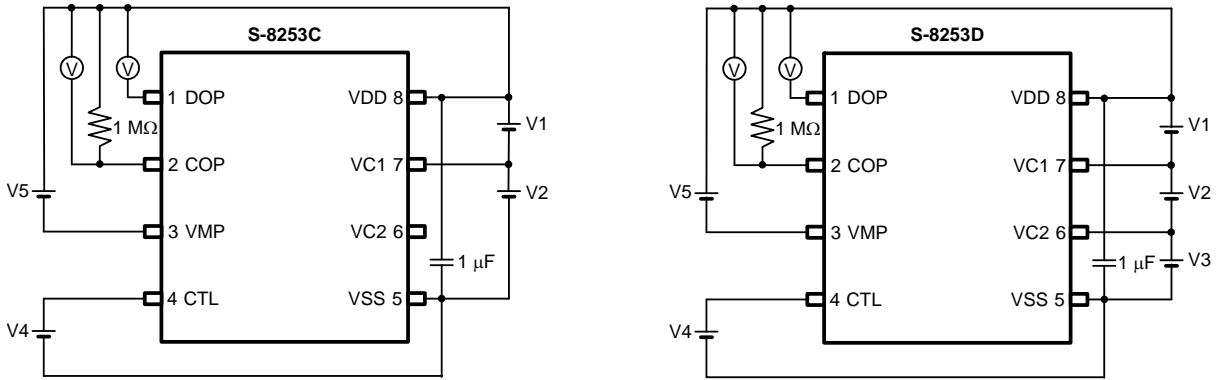 S-8253C
V
V
1 DOP
VDD 8
V1
1 MΩ
2 COP
VC1 7
V5
V2
3 VMP
VC2 6
1 μF
4 CTL
VSS 5
V4
S-8253D
V
V
1 DOP
VDD 8
V1
1 MΩ
2 COP
VC1 7
V5
V2
3 VMP
VC2 6
1 μF
V3
4 CTL
VSS 5
V4